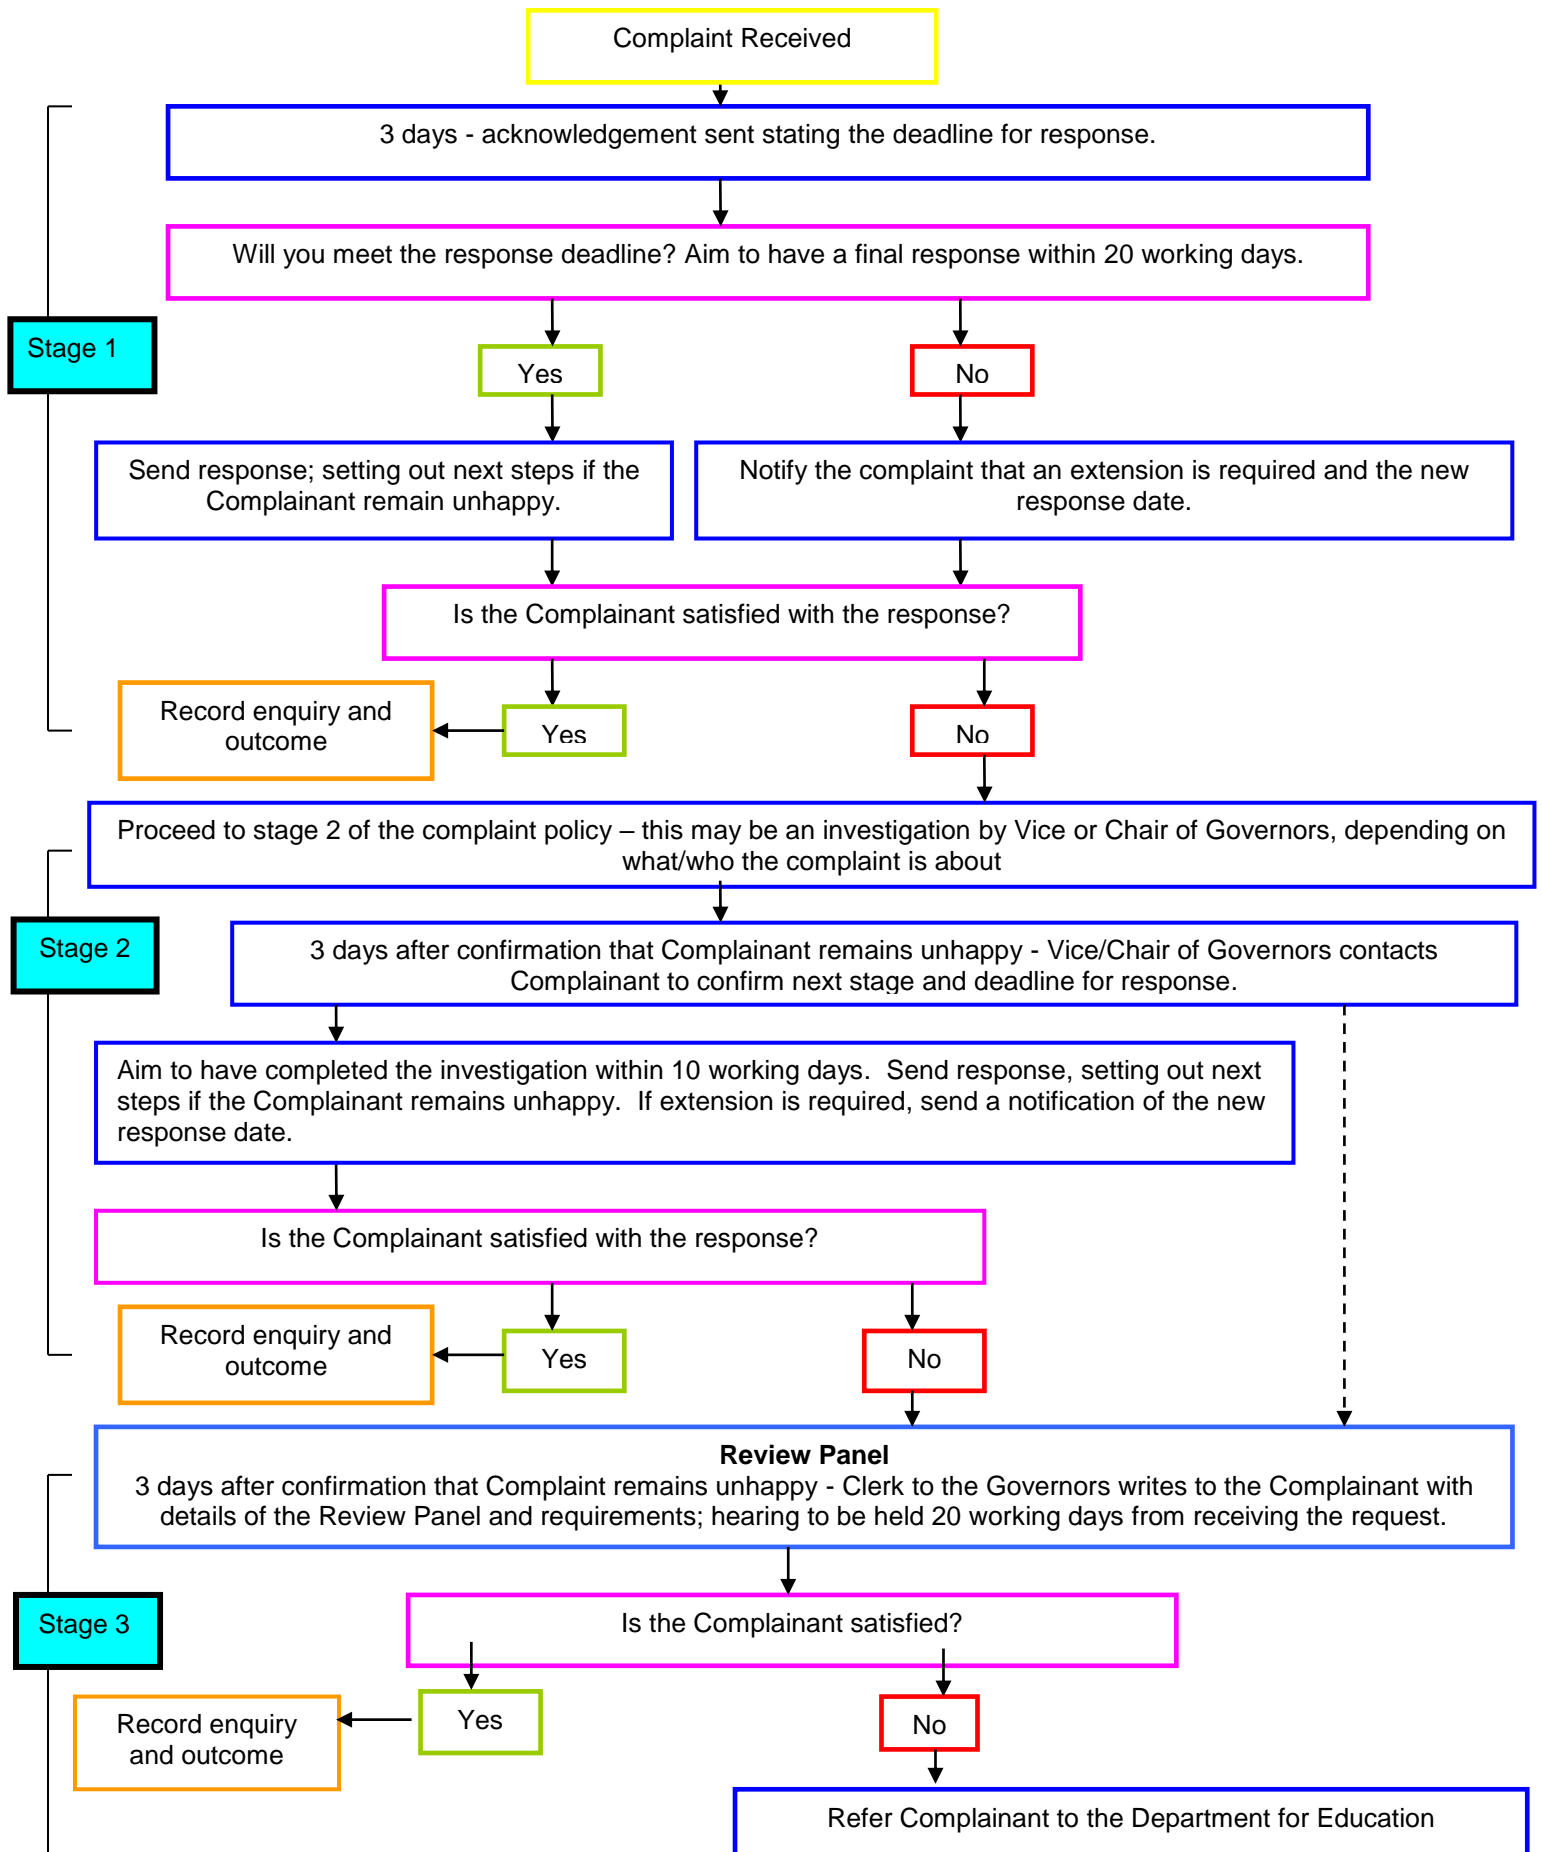 Complaint Received
3 days - acknowledgement sent stating the deadline for response.
Will you meet the response deadline? Aim to have a final response within 20 working days.
Stage 1
Yes
No
Send response; setting out next steps if the
Complainant remain unhappy.
Notify the complaint that an extension is required and the new
response date.
Is the Complainant satisfied with the response?
Record enquiry and
outcome
Yes
No
Proceed to stage 2 of the complaint policy – this may be an investigation by Vice or Chair of Governors, depending on
what/who the complaint is about
Stage 2
3 days after confirmation that Complainant remains unhappy - Vice/Chair of Governors contacts
Complainant to confirm next stage and deadline for response.
Aim to have completed the investigation within 10 working days.  Send response, setting out next
steps if the Complainant remains unhappy.  If extension is required, send a notification of the new
response date.
Is the Complainant satisfied with the response?
Record enquiry and
outcome
Yes
No
Review Panel
3 days after confirmation that Complaint remains unhappy - Clerk to the Governors writes to the Complainant with
details of the Review Panel and requirements; hearing to be held 20 working days from receiving the request.
Stage 3
Is the Complainant satisfied?
Record enquiry
and outcome
Yes
No
Refer Complainant to the Department for Education